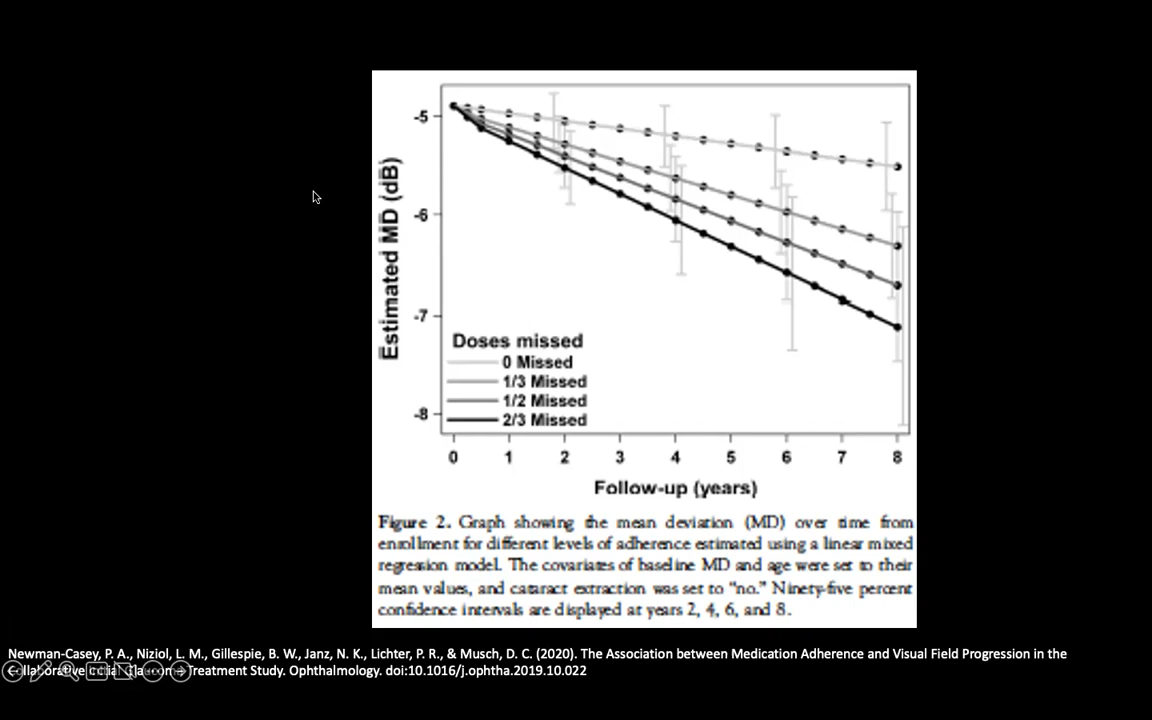 -5
-6
-7
-8
Estimated MD (dB)
Doses missed
0 Missed
1/3 Missed
1/2 Missed
2/3 Missed
0 1 2 3 4 5 6 7 8
Follow-up (years)
Figure 2. Graph showing the mean deviation (MD) over time from
enrollment for different levels of adherence estimated using a linear mixed
regression model. The covariates of baseline MD and age were set to their
mean values, and cataract extraction was set to "no." Ninety-five percent
confidence intervals are displayed at years 2, 4, 6, and 8.
Newman-Casey, P. A., Niziol, L. M., Gillespie, B. W., Janz, N. K., Lichter, P. R., & Musch, D. C. (2020). The Association between Medication Adherence and Visual Field Progression in the
Collaborative Initial Glaucoma Treatment Study. Ophthalmology. doi:10.1016/j.ophtha.2019.10.022